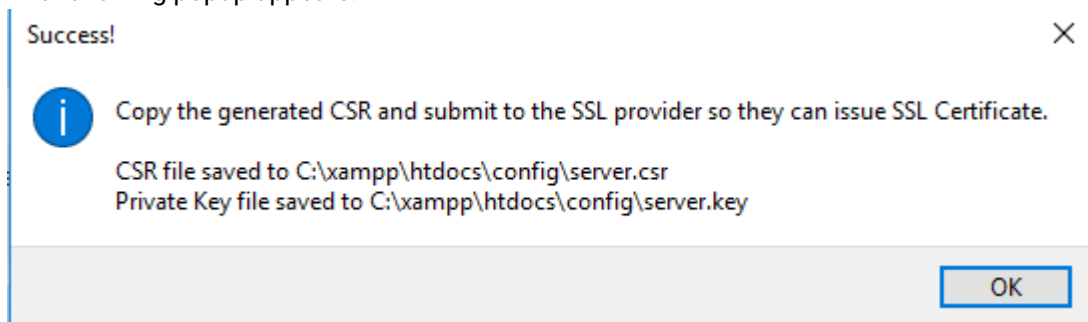 Success!
Copy the generated CSR and submit to the SSL provider so they can issue SSL Certificate.
CSR file saved to C:\xampp\htdocs\config\server.csr
Private Key file saved to C:\xampp\htdocs\config\server.key
OK